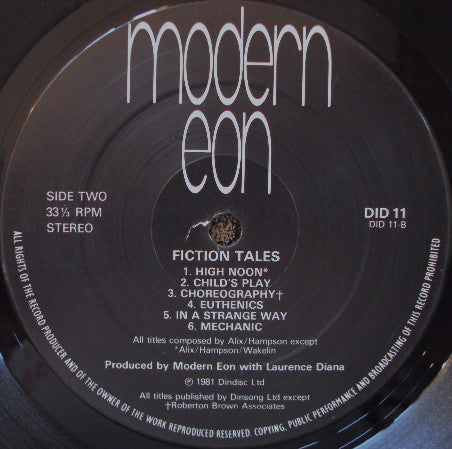 modern
eon
SIDE TWO
33⅓ RPM
STEREO
DID 11
DID 11-B
FICTION TALES
1. HIGH NOON*
2. CHILD'S PLAY
3. CHOREOGRAPHY†
4. EUTHENICS
5. IN A STRANGE WAY
6. MECHANIC
All titles composed by Alix/Hampson except
*Alix/Hampson/Wakelin
Produced by Modern Eon with Laurence Diana
℗ 1981 Dindisc Ltd
All titles published by Dinsong Ltd except
†Roberton Brown Associates
ALL RIGHTS OF THE RECORD PRODUCER AND OF THE OWNER OF THE WORK REPRODUCED RESERVED. COPYING, PUBLIC PERFORMANCE AND BROADCASTING OF THIS RECORD PROHIBITED